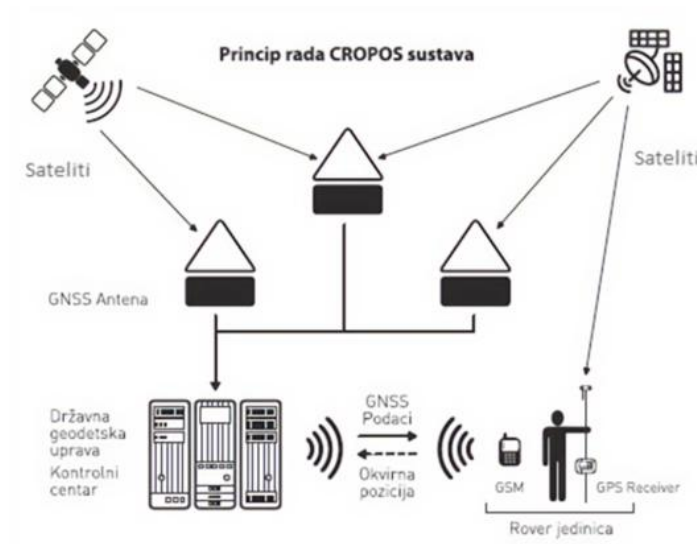 Princip rada CROPOS sustava
Sateliti
Sateliti
GNSS Antena
Državna
geodetska
uprava
Kontrolni
centar
GNSS
Podaci
Okvirna
pozicija
GSM
GPS Receiver
Rover jedinica